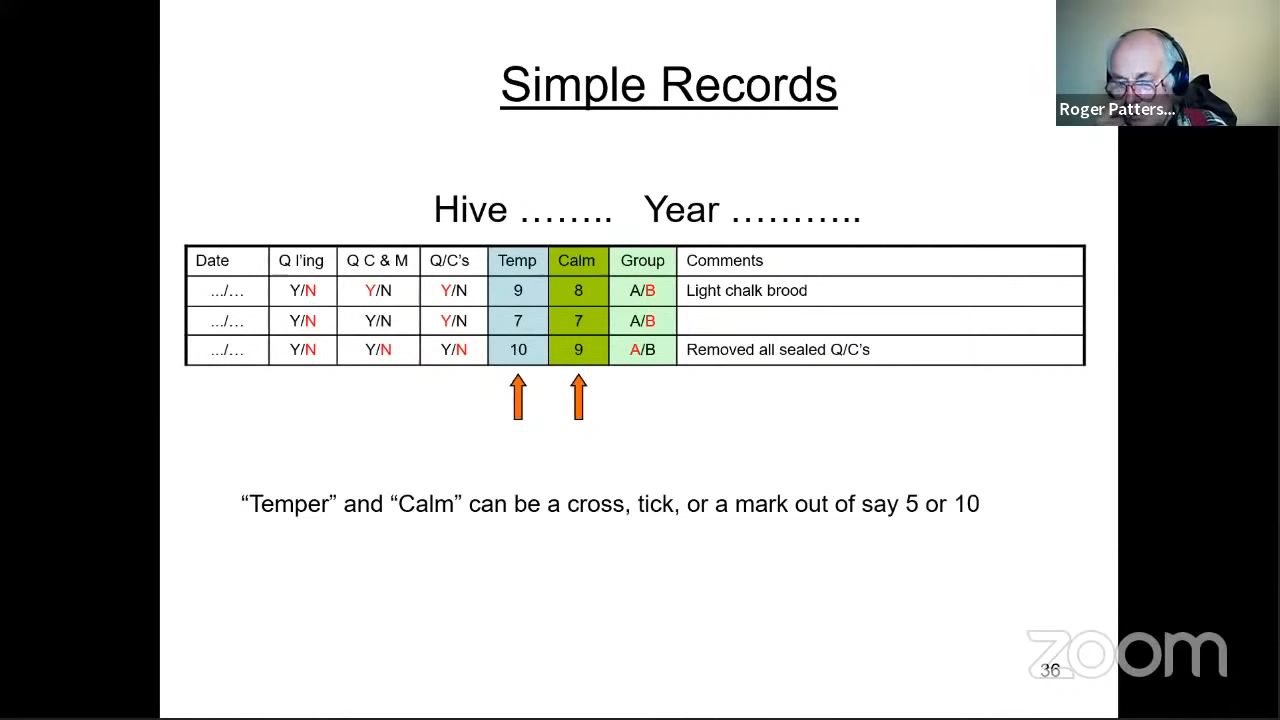 Simple Records
Roger Patters...
Hive …….. Year ………..
Date Q l’ing Q C & M Q/C’s Temp Calm Group Comments
.../… Y/N Y/N Y/N 9 8 A/B Light chalk brood
.../… Y/N Y/N Y/N 7 7 A/B
.../… Y/N Y/N Y/N 10 9 A/B Removed all sealed Q/C’s
“Temper” and “Calm” can be a cross, tick, or a mark out of say 5 or 10
zoom
36